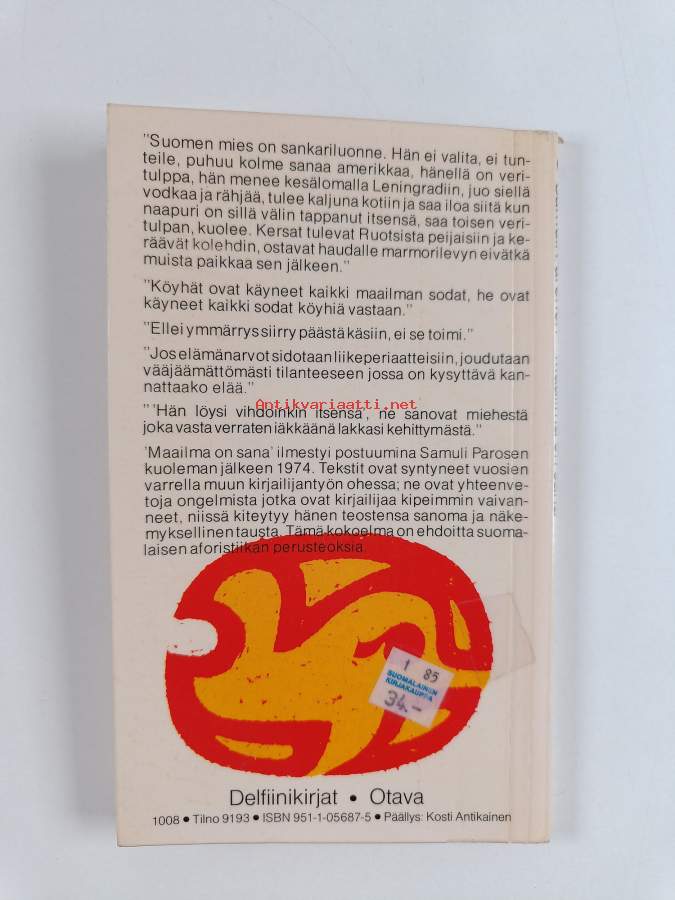 "Suomen mies on sankariluonne. Hän ei valita, ei tun-
teile, puhuu kolme sanaa amerikkaa, hänellä on veri-
tulppa, hän menee kesälomalla Leningradiin, juo siellä
vodkaa ja rähjää, tulee kaljuna kotiin ja saa iloa siitä kun
naapuri on sillä välin tappanut itsensä, saa toisen veri-
tulpan, kuolee. Kersat tulevat Ruotsista peijaisiin ja ke-
räävät kolehdin, ostavat haudalle marmorilevyn eivätkä
muista paikkaa sen jälkeen."
"Köyhät ovat käyneet kaikki maailman sodat, he ovat
käyneet kaikki sodat köyhiä vastaan."
"Ellei ymmärrys siirry päästä käsiin, ei se toimi."
"Jos elämänarvot sidotaan liikeperiaatteisiin, joudutaan
vääjäämättömästi tilanteeseen jossa on kysyttävä kan-
nattaako elää."
Antikvariaatti.net
"'Hän löysi vihdoinkin itsensä', ne sanovat miehestä
joka vasta verraten iäkkäänä lakkasi kehittymästä."
'Maailma on sana' ilmestyi postuumina Samuli Parosen
kuoleman jälkeen 1974. Tekstit ovat syntyneet vuosien
varrella muun kirjailijantyön ohessa; ne ovat yhteenve-
toja ongelmista jotka ovat kirjailijaa kipeimmin vaivan-
neet, niissä kiteytyy hänen teostensa sanoma ja näke-
myksellinen tausta. Tämä kokoelma on ehdoitta suoma-
laisen aforistiikan perusteoksia.
1 85
SUOMALAINEN
KIRJAKAUPPA
34.-
Delfiinikirjat • Otava
1008 • Tilno 9193 • ISBN 951-1-05687-5 • Päällys: Kosti Antikainen